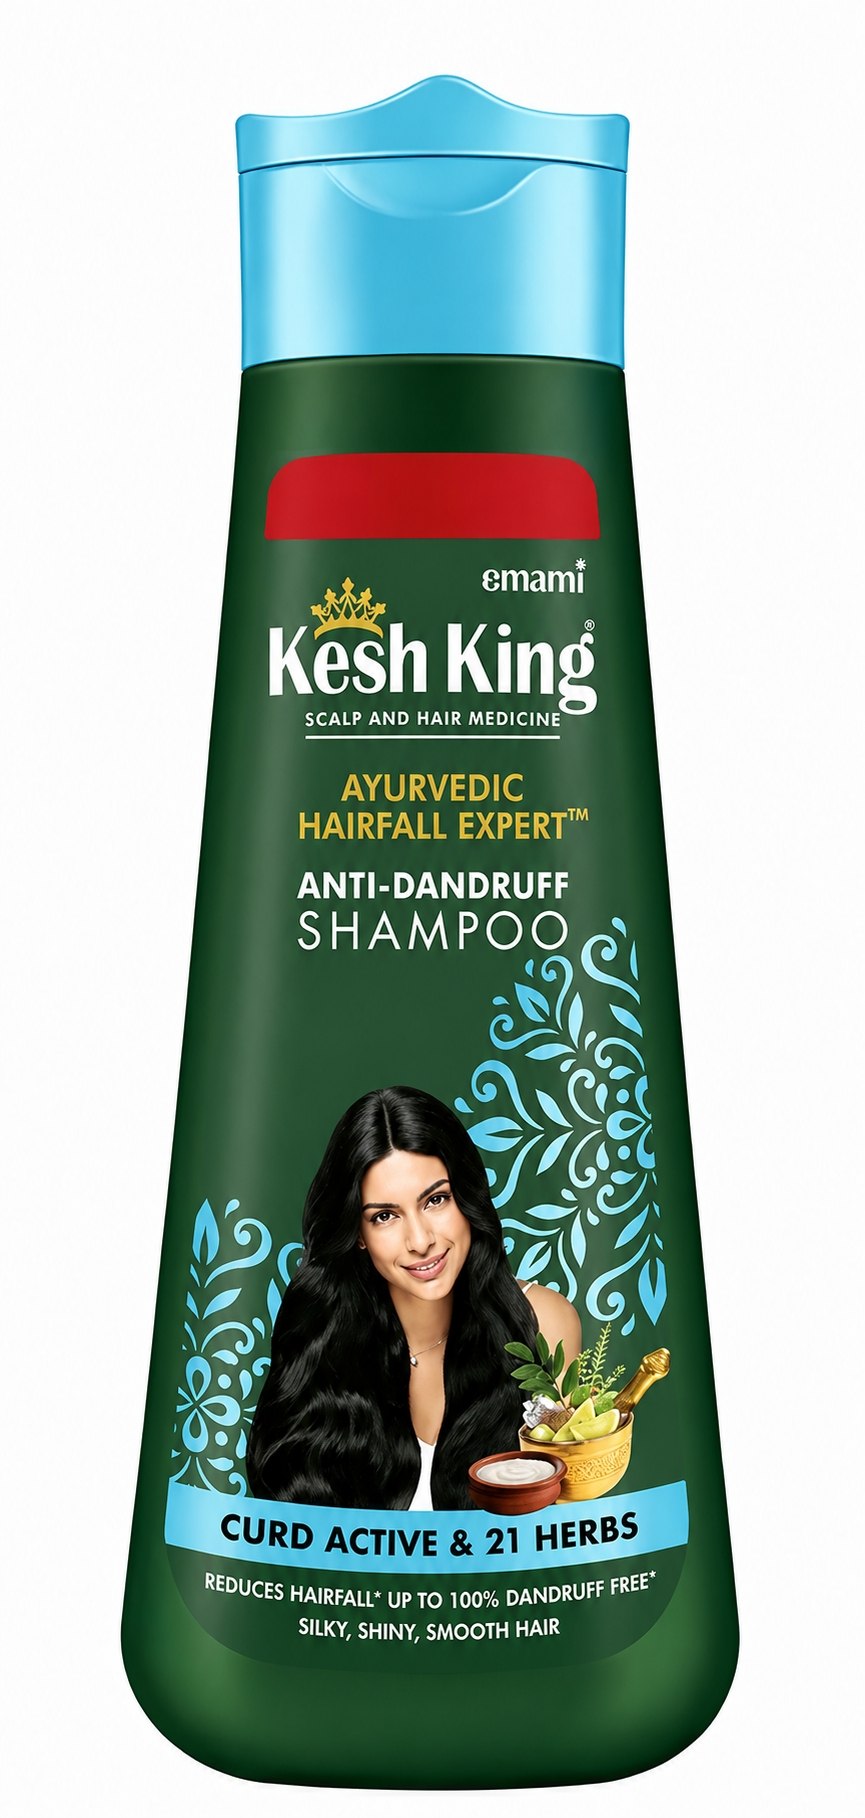 emami
Kesh King®
SCALP AND HAIR MEDICINE
AYURVEDIC
HAIRFALL EXPERT™
ANTI-DANDRUFF
SHAMPOO
CURD ACTIVE & 21 HERBS
REDUCES HAIRFALL* UP TO 100% DANDRUFF FREE*
SILKY, SHINY, SMOOTH HAIR